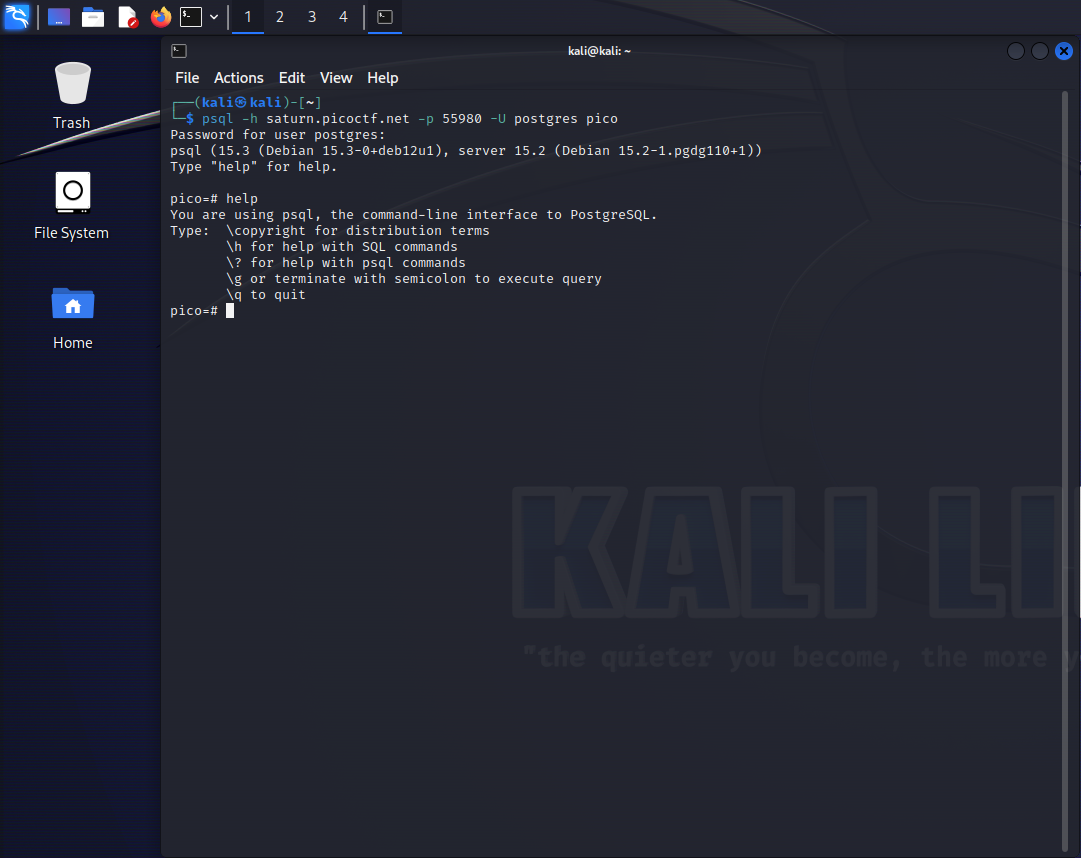 1 2 3 4
kali@kali: ~
File Actions Edit View Help
Trash
File System
Home
┌──(kali㉿kali)-[~]
└─$ psql -h saturn.picoctf.net -p 55980 -U postgres pico
Password for user postgres:
psql (15.3 (Debian 15.3-0+deb12u1), server 15.2 (Debian 15.2-1.pgdg110+1))
Type "help" for help.
pico=# help
You are using psql, the command-line interface to PostgreSQL.
Type:  \copyright for distribution terms
       \h for help with SQL commands
       \? for help with psql commands
       \g or terminate with semicolon to execute query
       \q to quit
pico=#
KALI LI
"the quieter you become, the more y